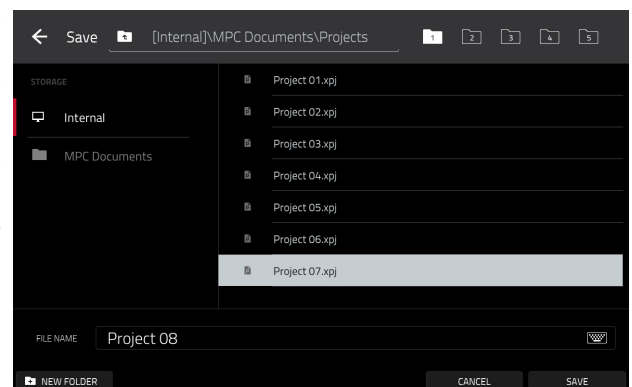 Save [Internal]\MPC Documents\Projects 1 2 3 4 5
STORAGE
Internal
MPC Documents
Project 01.xpj
Project 02.xpj
Project 03.xpj
Project 04.xpj
Project 05.xpj
Project 06.xpj
Project 07.xpj
FILE NAME Project 08
NEW FOLDER CANCEL SAVE